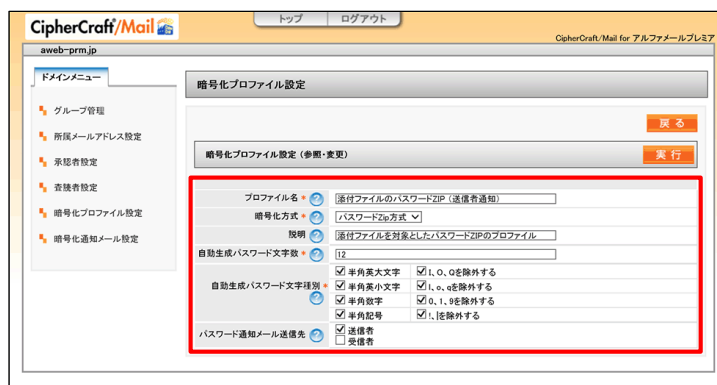 CipherCraft/Mail
トップ ログアウト
CipherCraft/Mail for アルファメールプレミア
aweb-prm.jp
ドメインメニュー
グループ管理
所属メールアドレス設定
承認者設定
査閲者設定
暗号化プロファイル設定
暗号化通知メール設定
暗号化プロファイル設定
戻る
暗号化プロファイル設定(参照・変更)
実行
プロファイル名 * ? 添付ファイルのパスワードZIP(送信者通知)
暗号化方式 * ? パスワードZip方式
説明 ? 添付ファイルを対象としたパスワードZIPのプロファイル
自動生成パスワード文字数 * ? 12
自動生成パスワード文字種別 * ?
半角英大文字 I、O、Qを除外する
半角英小文字 l、o、qを除外する
半角数字 0、1、9を除外する
半角記号 !、|を除外する
パスワード通知メール送信先 ?
送信者
受信者